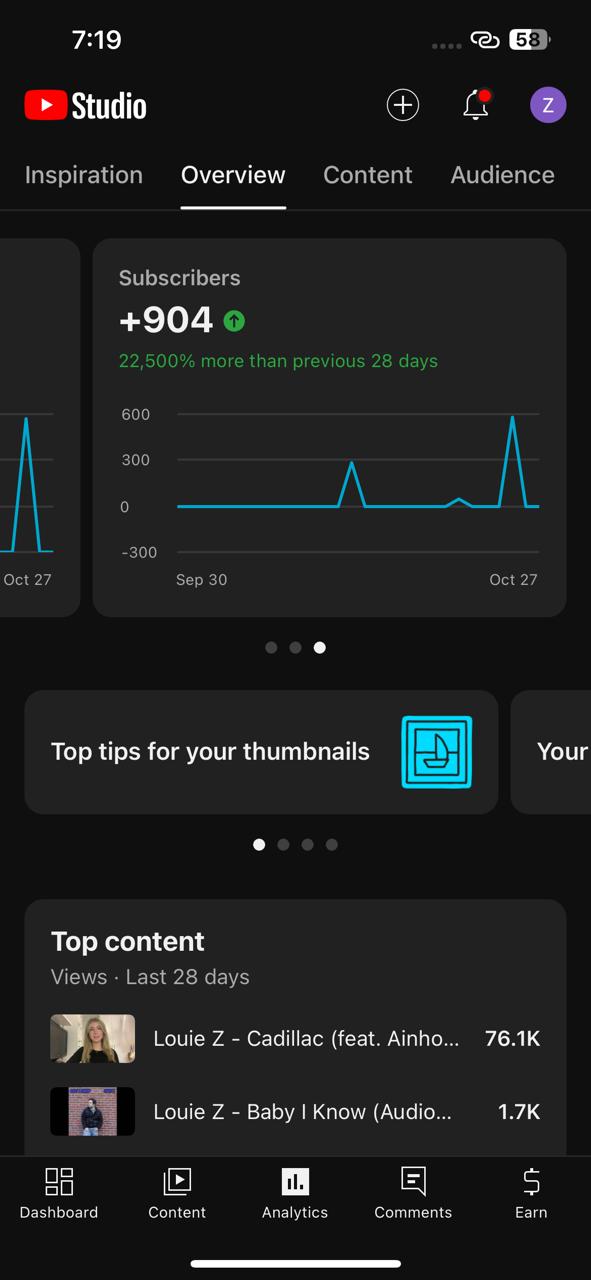 7:19
58
Studio
Z
Inspiration Overview Content Audience
Subscribers
+904
22,500% more than previous 28 days
600
300
0
-300
Oct 27
Sep 30 Oct 27
Top tips for your thumbnails
Your
Top content
Views · Last 28 days
Louie Z - Cadillac (feat. Ainho... 76.1K
Louie Z - Baby I Know (Audio... 1.7K
Dashboard Content Analytics Comments Earn